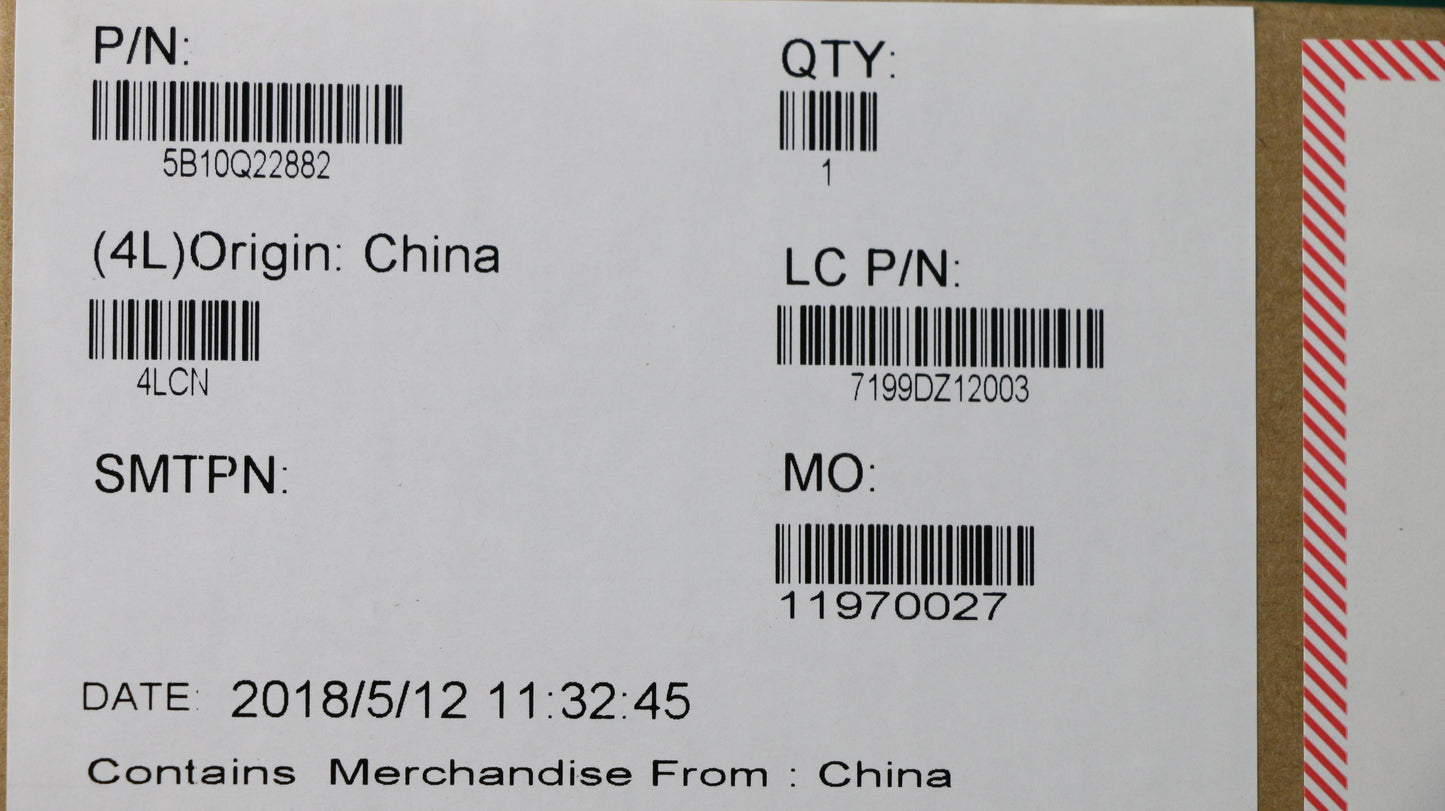 P/N:
5B10Q22882
QTY:
1
(4L)Origin: China
4LCN
LC P/N:
7199DZ12003
SMTPN:
MO:
11970027
DATE: 2018/5/12 11:32:45
Contains Merchandise From : China